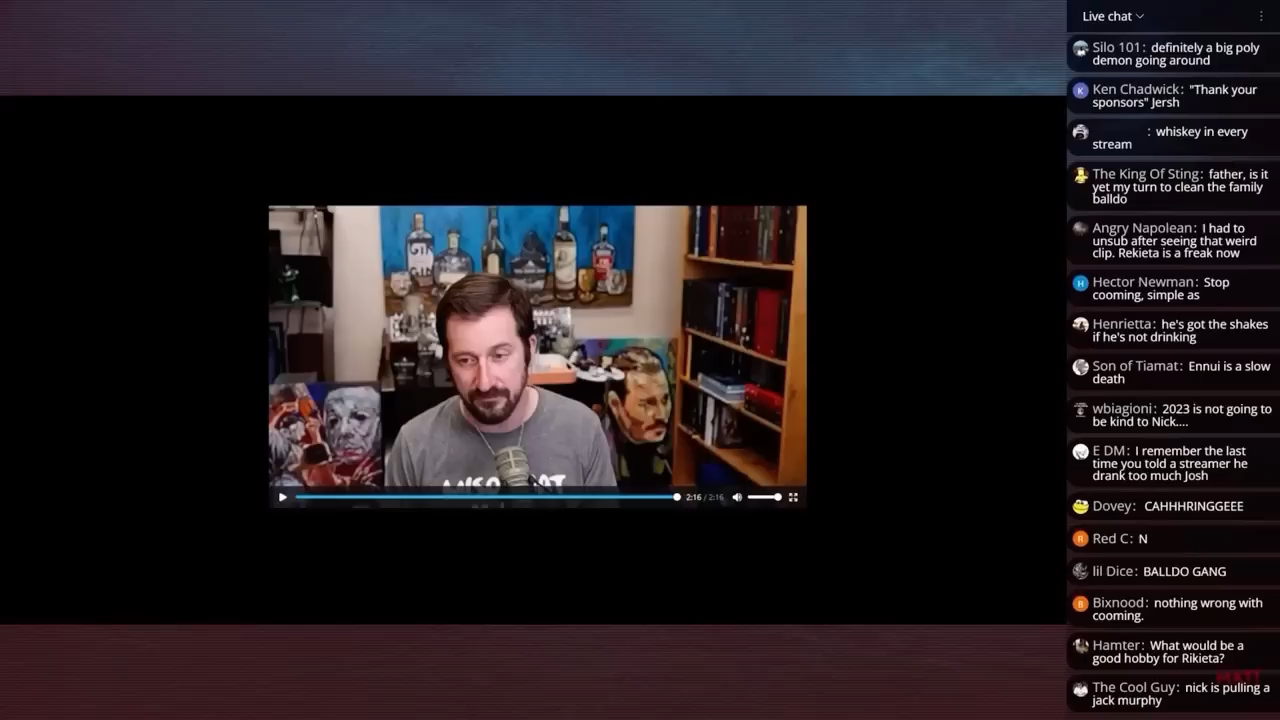 Live chat
Silo 101: definitely a big poly
demon going around
Ken Chadwick: "Thank your
sponsors" Jersh
: whiskey in every
stream
The King Of Sting: father, is it
yet my turn to clean the family
balldo
Angry Napolean: I had to
unsub after seeing that weird
clip. Rekieta is a freak now
Hector Newman: Stop
cooming, simple as
Henrietta: he's got the shakes
if he's not drinking
Son of Tiamat: Ennui is a slow
death
wbiagioni: 2023 is not going to
be kind to Nick....
E DM: I remember the last
time you told a streamer he
drank too much Josh
Dovey: CAHHHRINGGEEE
Red C: N
lil Dice: BALLDO GANG
Bixnood: nothing wrong with
cooming.
Hamter: What would be a
good hobby for Rikieta?
The Cool Guy: nick is pulling a
jack murphy
GIN
GIN
2:16 / 2:16